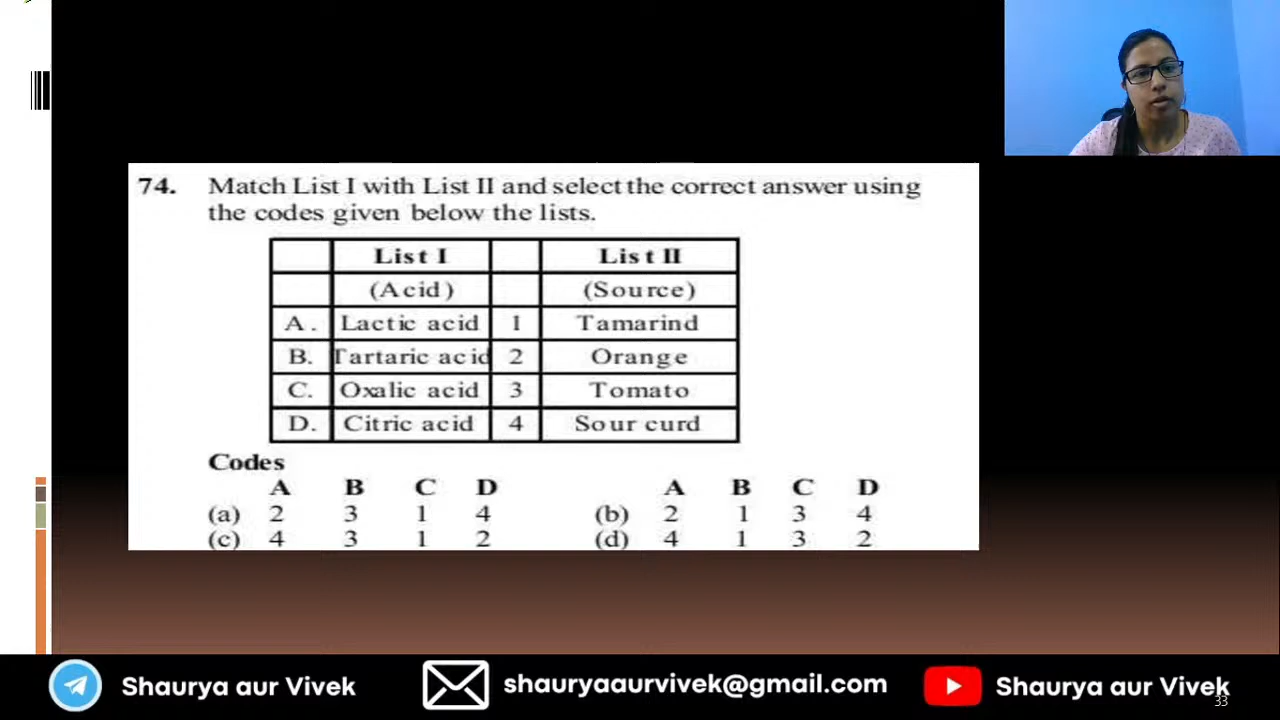 74. Match List I with List II and select the correct answer using
the codes given below the lists.
List I List II
(Acid) (Source)
A. Lactic acid 1 Tamarind
B. Tartaric acid 2 Orange
C. Oxalic acid 3 Tomato
D. Citric acid 4 Sour curd
Codes
A B C D A B C D
(a) 2 3 1 4 (b) 2 1 3 4
(c) 4 3 1 2 (d) 4 1 3 2
Shaurya aur Vivek shauryaaurvivek@gmail.com Shaurya aur Vivek
33